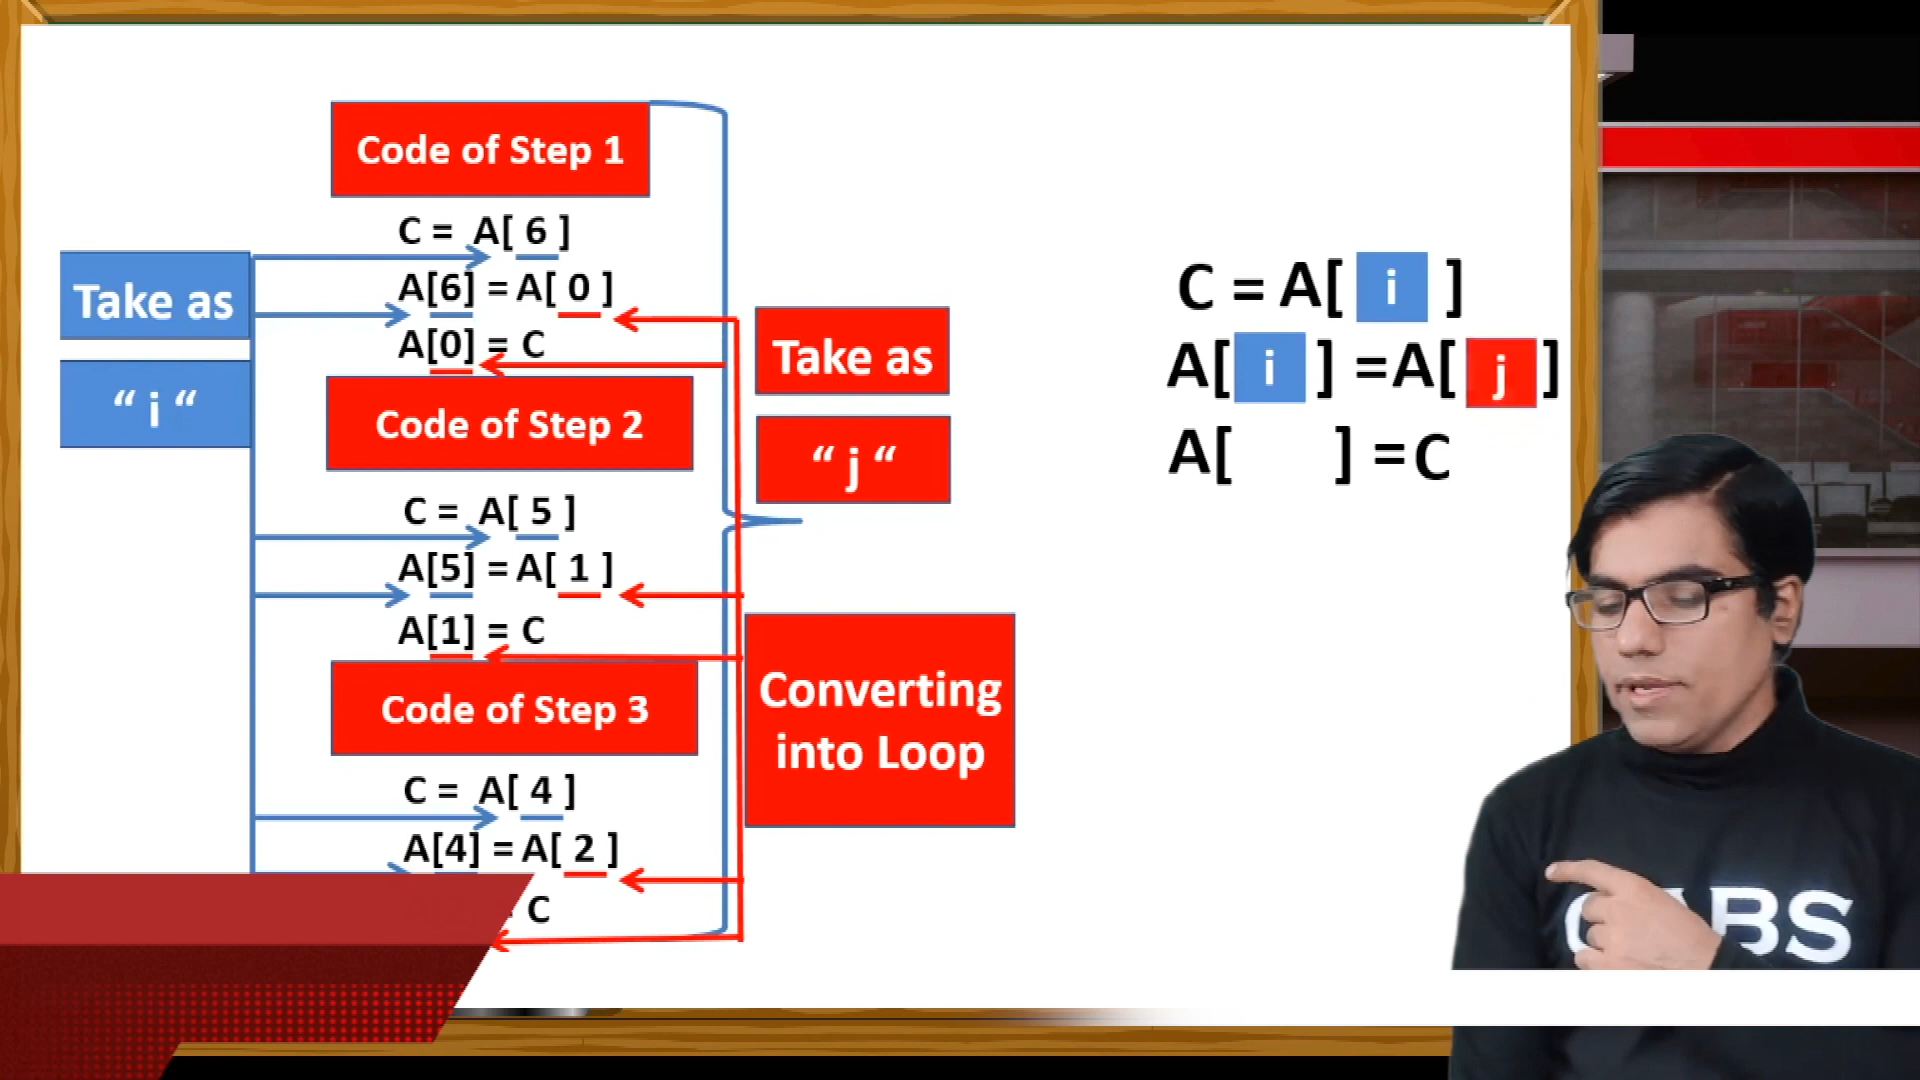 Code of Step 1
C = A[ 6 ]
A[6] = A[ 0 ]
A[0] = C
Take as
“ i “
Code of Step 2
C = A[ 5 ]
A[5] = A[ 1 ]
A[1] = C
Code of Step 3
C = A[ 4 ]
A[4] = A[ 2 ]
= C
Take as
“ j “
Converting
into Loop
C = A[ i ]
A[ i ] =A[ j ]
A[ ] =C
BS